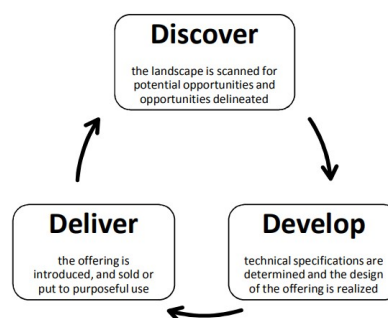 Discover
the landscape is scanned for
potential opportunities and
opportunities delineated
Deliver
the offering is
introduced, and sold or
put to purposeful use
Develop
technical specifications are
determined and the design
of the offering is realized